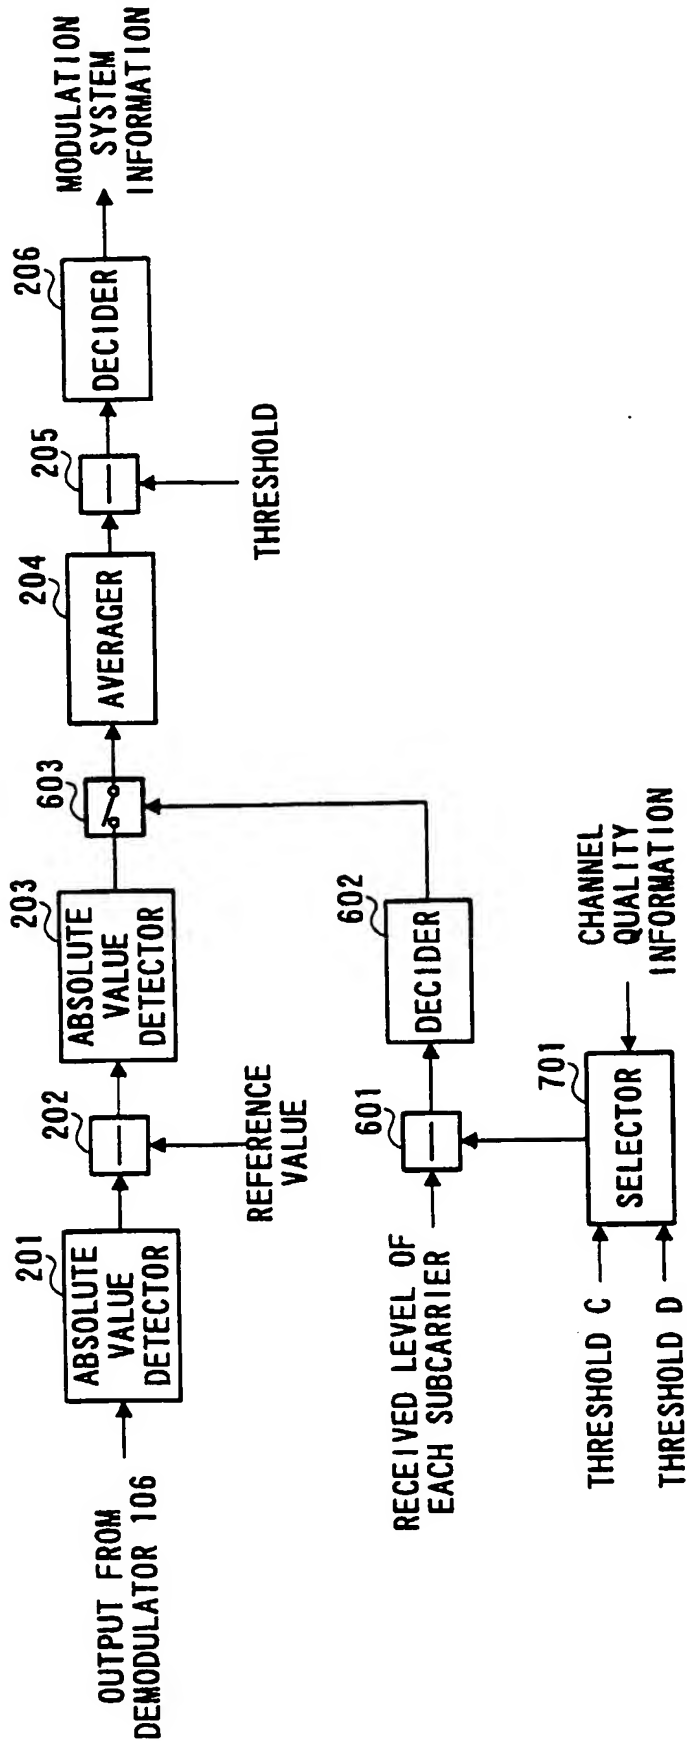 OUTPUT FROM
DEMODULATOR 106
201
ABSOLUTE
VALUE
DETECTOR
202
REFERENCE
VALUE
203
ABSOLUTE
VALUE
DETECTOR
603
204
AVERAGER
205
THRESHOLD
206
DECIDER
MODULATION
SYSTEM
INFORMATION
RECEIVED LEVEL OF
EACH SUBCARRIER
601
602
DECIDER
THRESHOLD C
THRESHOLD D
701
SELECTOR
CHANNEL
QUALITY
INFORMATION